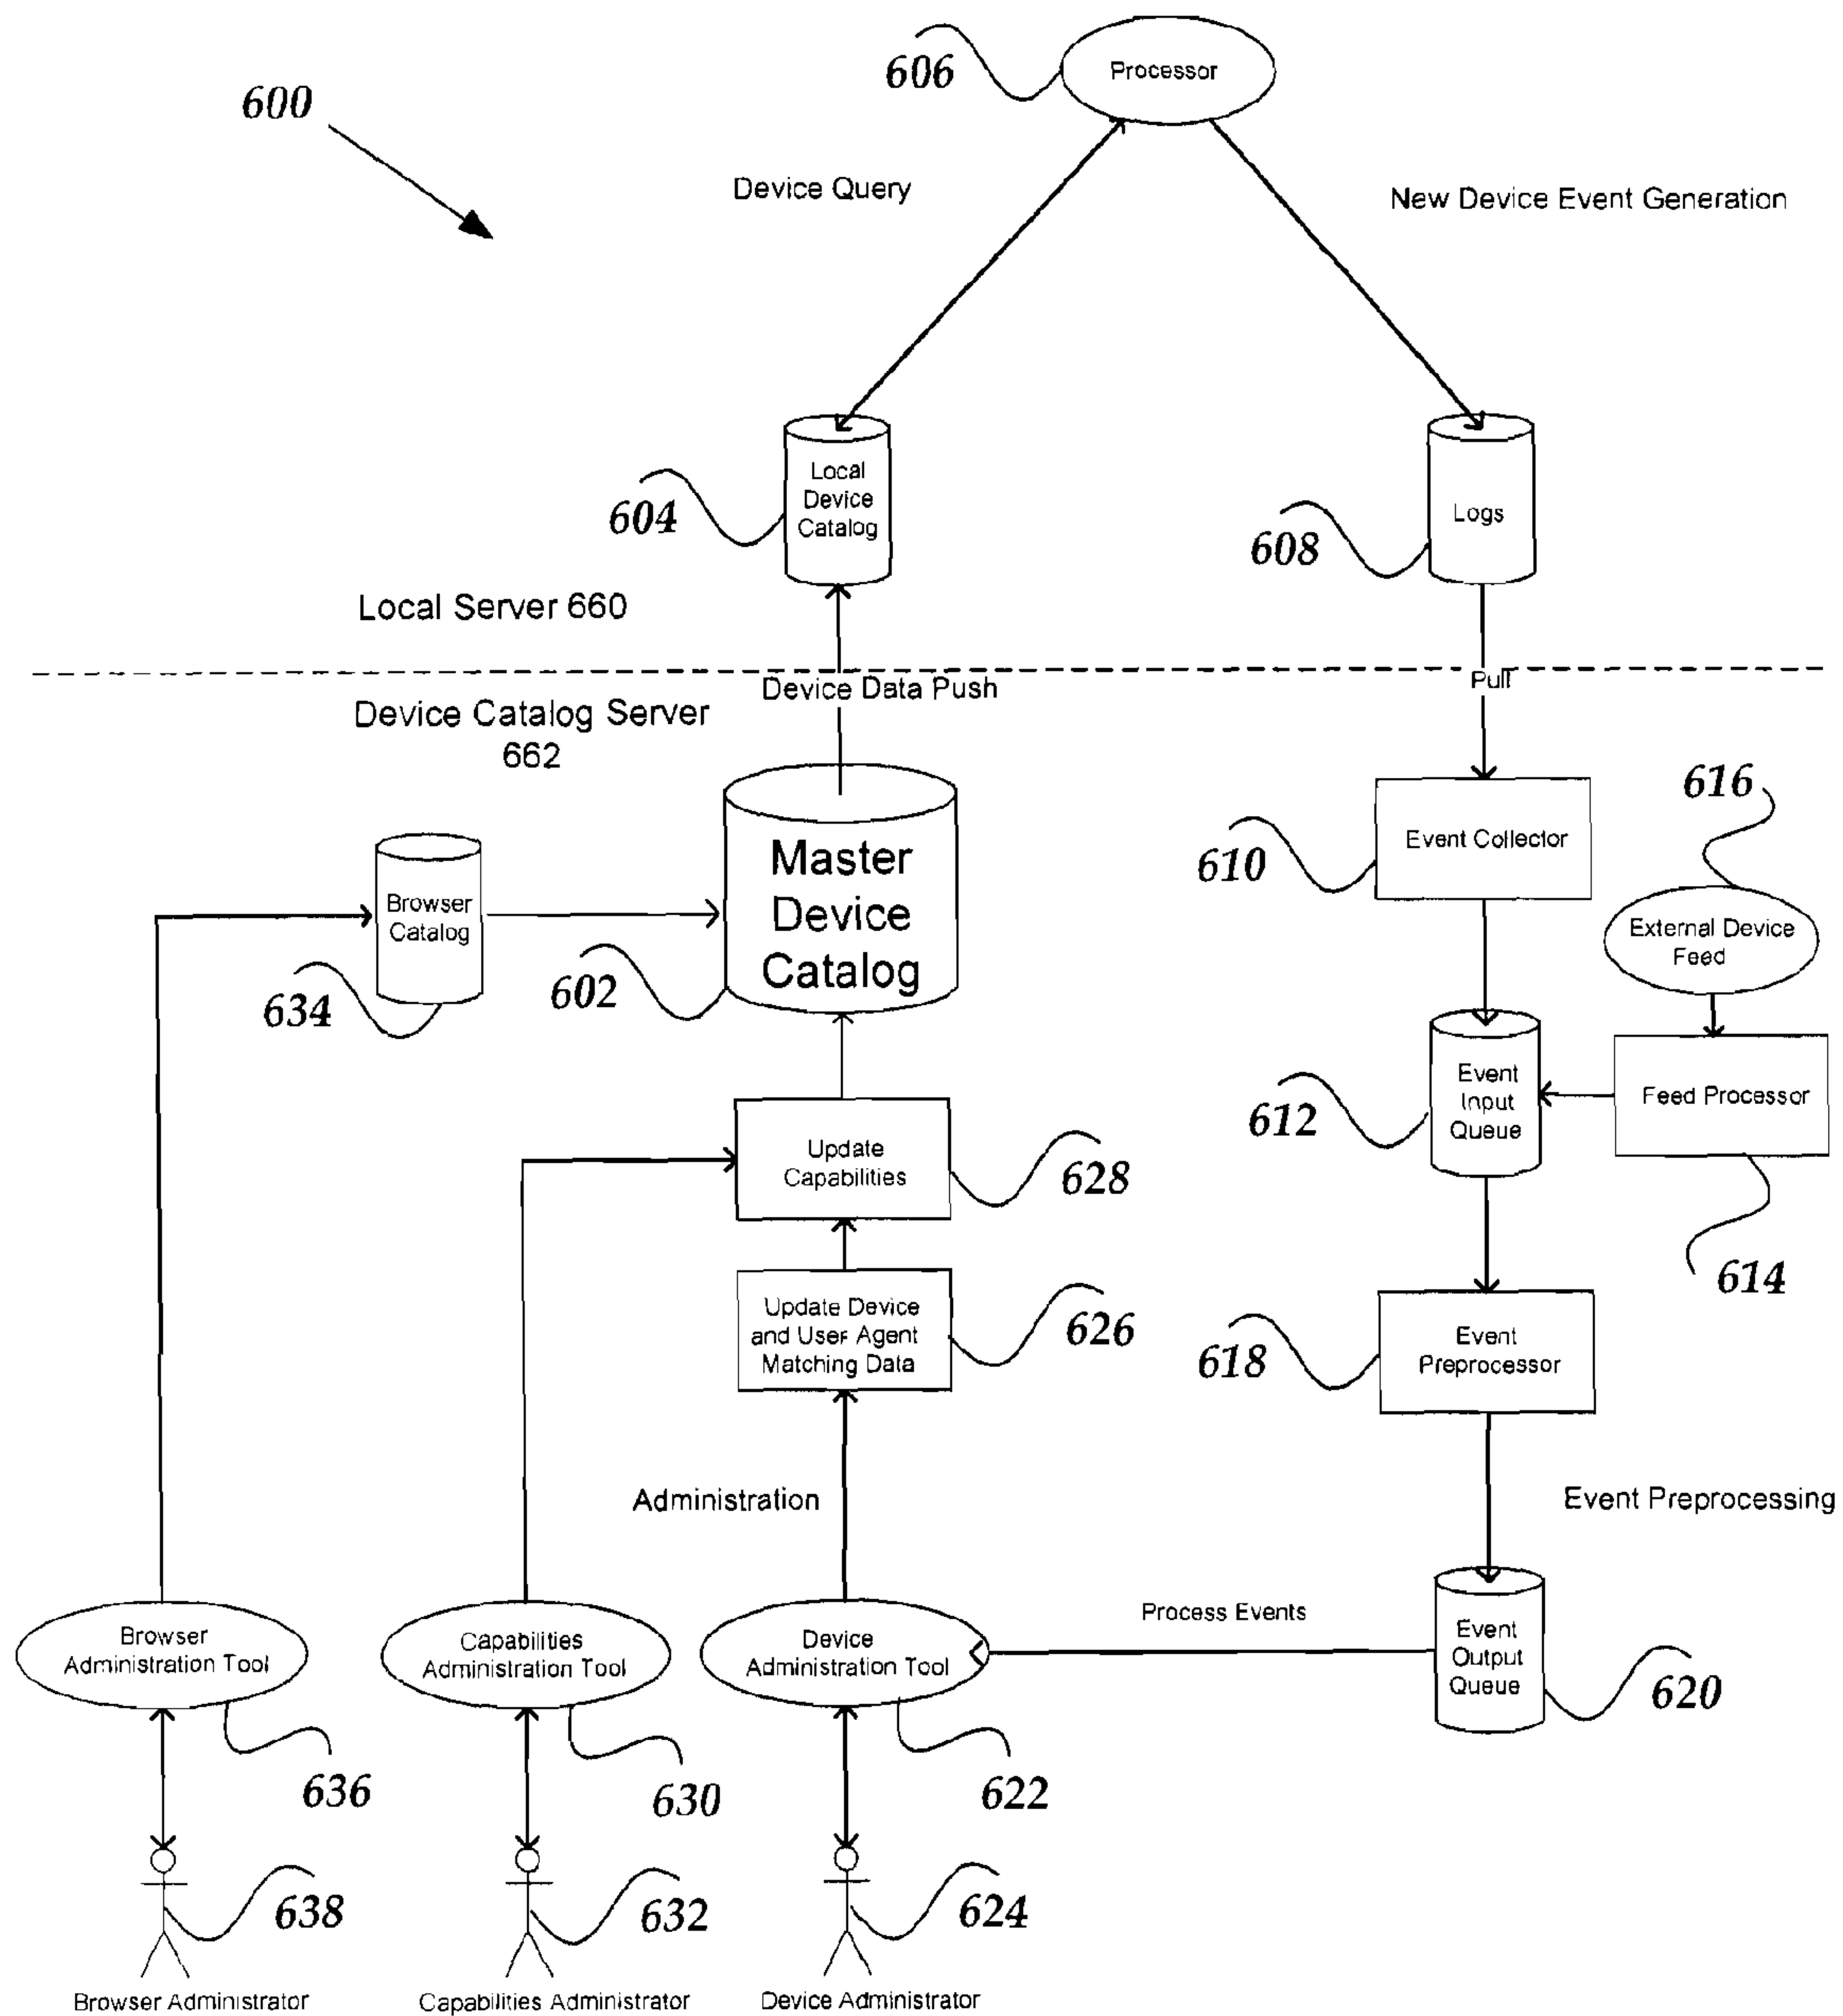 606
Processor
600
Device Query
New Device Event Generation
Local
Device
Catalog
604
Logs
608
Local Server 660
Device Data Push
Pull
Device Catalog Server
662
616
Master
Device
Catalog
Event Collector
610
Browser
Catalog
External Device
Feed
634
602
Event
Input
Queue
Feed Processor
612
Update
Capabilities
628
614
Update Device
and User Agent
Matching Data
626
Event
Preprocessor
618
Administration
Event Preprocessing
Process Events
Browser
Administration Tool
Capabilities
Administration Tool
Device
Administration Tool
Event
Output
Queue
620
636
630
622
638
632
624
Browser Administrator
Capabilities Administrator
Device Administrator